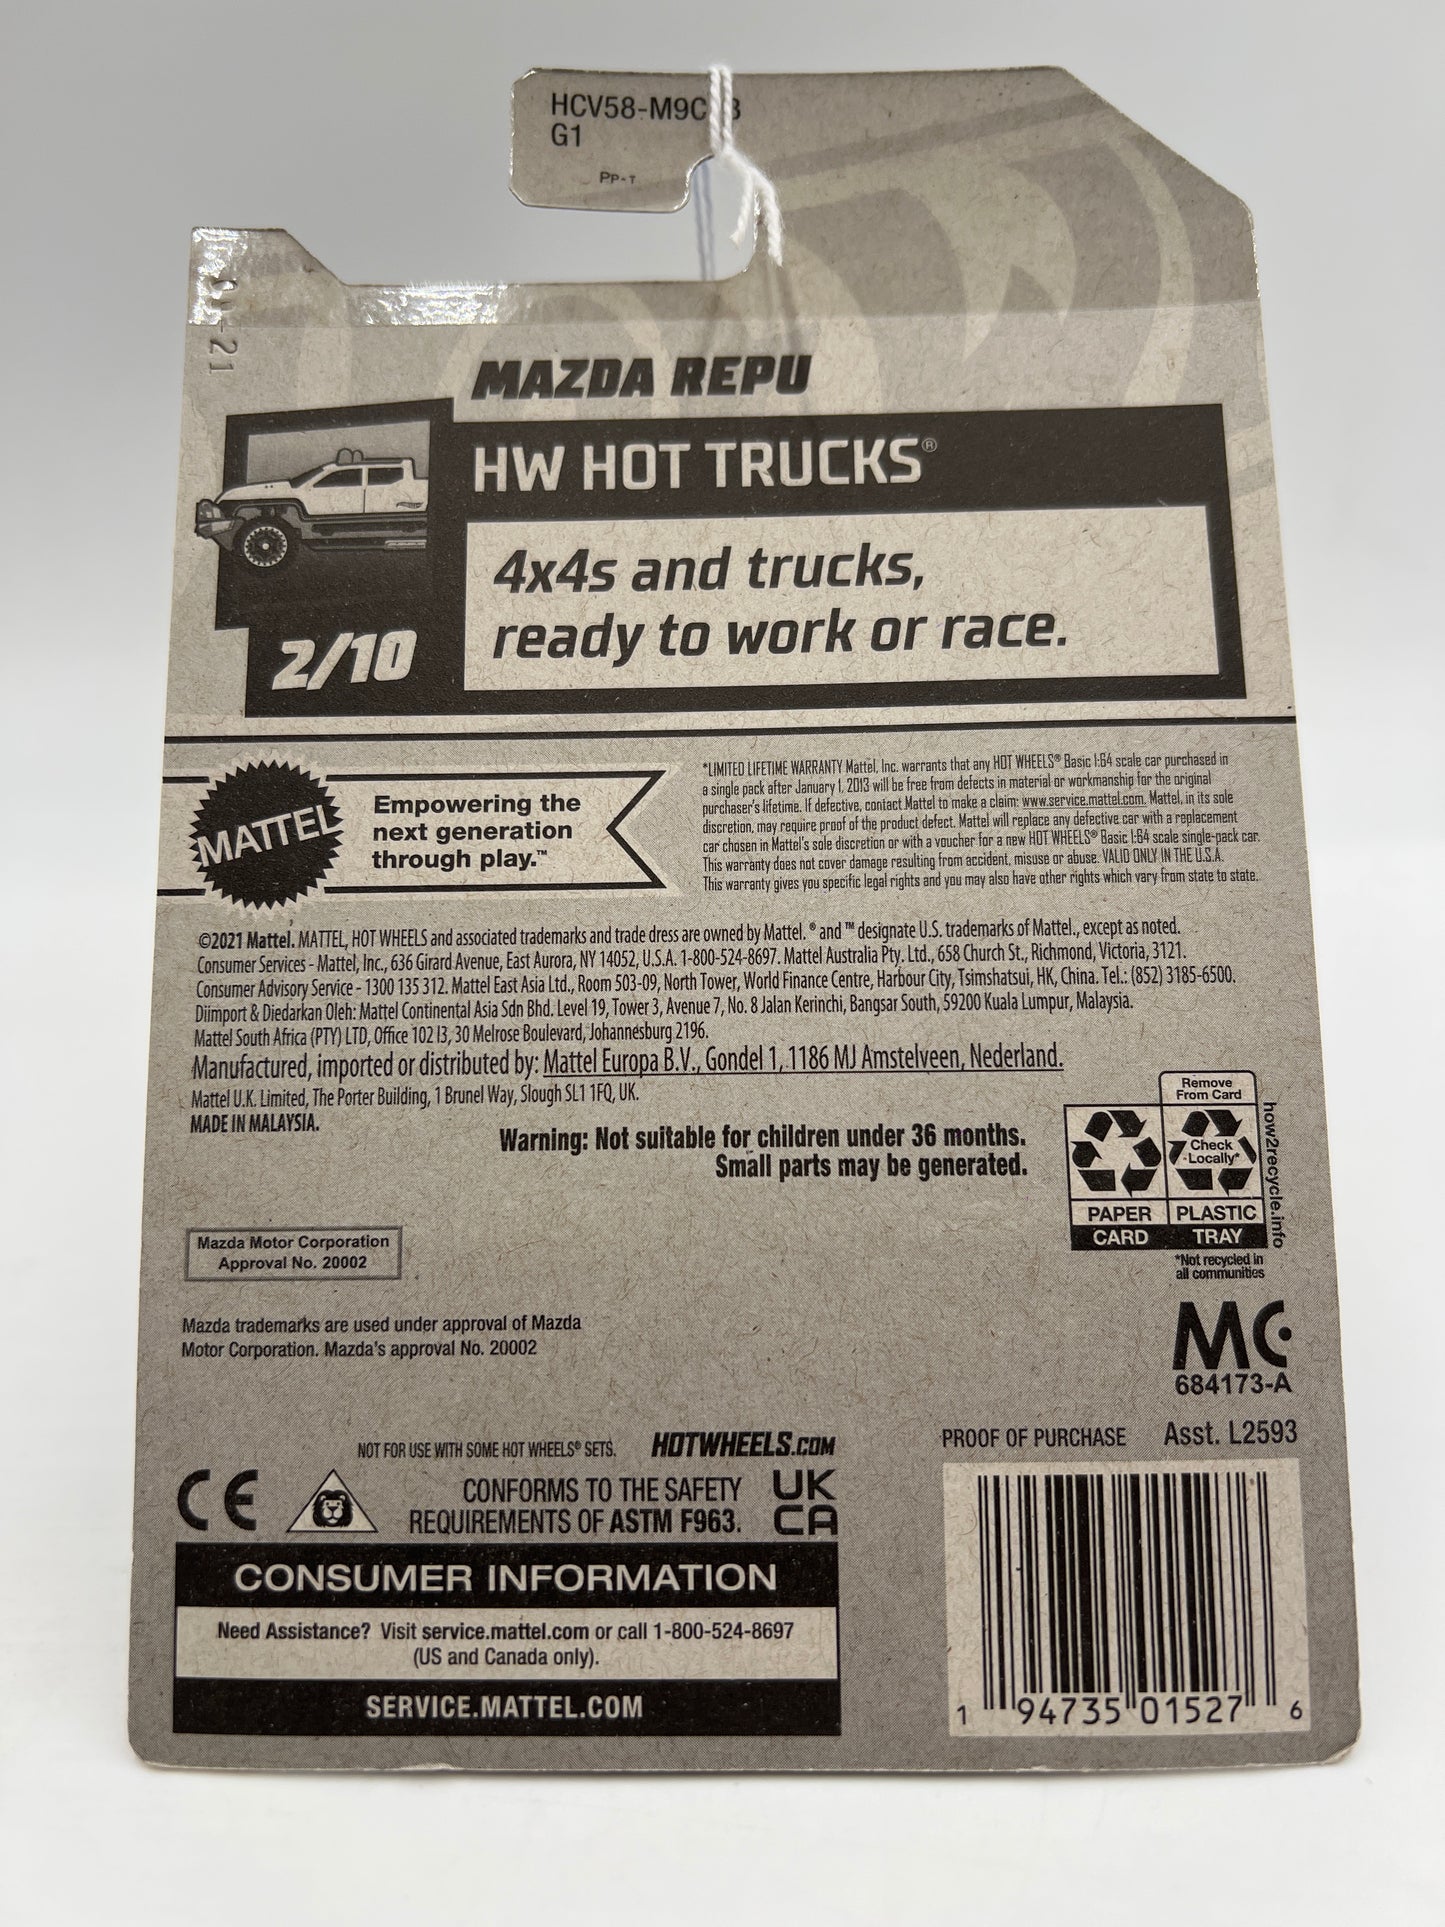 HCV58-M9C
G1
PP-T
21
MAZDA REPU
HW HOT TRUCKS®
4x4s and trucks,
ready to work or race.
2/10
MATTEL
Empowering the
next generation
through play.™
*LIMITED LIFETIME WARRANTY Mattel, Inc. warrants that any HOT WHEELS® Basic 1:64 scale car purchased in
a single pack after January 1, 2013 will be free from defects in material or workmanship for the original
purchaser's lifetime. If defective, contact Mattel to make a claim: www.service.mattel.com. Mattel, in its sole
discretion, may require proof of the product defect. Mattel will replace any defective car with a replacement
car chosen in Mattel's sole discretion or with a voucher for a new HOT WHEELS® Basic 1:64 scale single-pack car.
This warranty does not cover damage resulting from accident, misuse or abuse. VALID ONLY IN THE U.S.A.
This warranty gives you specific legal rights and you may also have other rights which vary from state to state.
©2021 Mattel. MATTEL, HOT WHEELS and associated trademarks and trade dress are owned by Mattel. ® and ™ designate U.S. trademarks of Mattel., except as noted.
Consumer Services - Mattel, Inc., 636 Girard Avenue, East Aurora, NY 14052, U.S.A. 1-800-524-8697. Mattel Australia Pty. Ltd., 658 Church St., Richmond, Victoria, 3121.
Consumer Advisory Service - 1300 135 312. Mattel East Asia Ltd., Room 503-09, North Tower, World Finance Centre, Harbour City, Tsimshatsui, HK, China. Tel.: (852) 3185-6500.
Diimport & Diedarkan Oleh: Mattel Continental Asia Sdn Bhd. Level 19, Tower 3, Avenue 7, No. 8 Jalan Kerinchi, Bangsar South, 59200 Kuala Lumpur, Malaysia.
Mattel South Africa (PTY) LTD, Office 102 I3, 30 Melrose Boulevard, Johannesburg 2196.
Manufactured, imported or distributed by: Mattel Europa B.V., Gondel 1, 1186 MJ Amstelveen, Nederland.
Mattel U.K. Limited, The Porter Building, 1 Brunel Way, Slough SL1 1FQ, UK.
MADE IN MALAYSIA.
Warning: Not suitable for children under 36 months.
Small parts may be generated.
Remove
From Card
Check
Locally*
PAPER
CARD
PLASTIC
TRAY
how2recycle.info
*Not recycled in
all communities
Mazda Motor Corporation
Approval No. 20002
Mazda trademarks are used under approval of Mazda
Motor Corporation. Mazda's approval No. 20002
MC
684173-A
NOT FOR USE WITH SOME HOT WHEELS® SETS.
HOTWHEELS.COM
PROOF OF PURCHASE
Asst. L2593
CE
CONFORMS TO THE SAFETY
REQUIREMENTS OF ASTM F963.
UK
CA
CONSUMER INFORMATION
Need Assistance? Visit service.mattel.com or call 1-800-524-8697
(US and Canada only).
SERVICE.MATTEL.COM
1 94735 01527 6